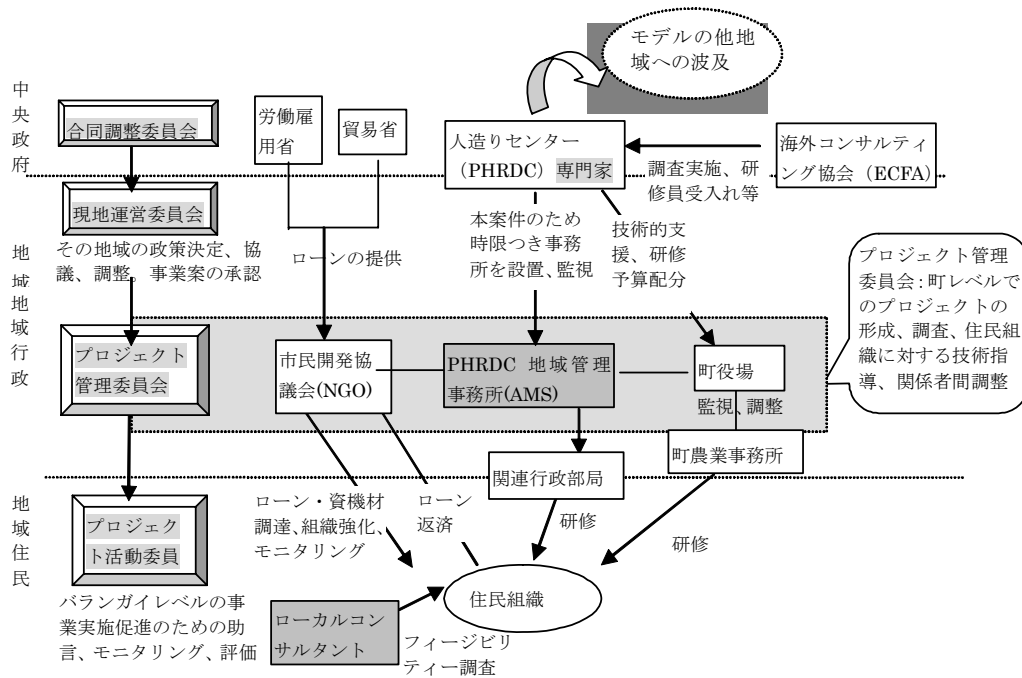 モデルの他地
域への波及
中央政府
合同調整委員会
労働雇
用省
貿易省
人造りセンター
（PHRDC）専門家
調査実施、研
修員受入れ等
海外コンサルティ
ング協会（ECFA）
地域地域行政
現地運営委員会
その地域の政策決定、協
議、調整。事業案の承認
ローンの提供
本案件のため
時限つき事務
所を設置、監視
技術的支
援、研修
予算配分
プロジェクト管理
委員会：町レベルで
のプロジェクトの
形成、調査、住民組
織に対する技術指
導、関係者間調整
プロジェクト
管理委員会
市民開発協
議会(NGO)
PHRDC 地域管理
事務所(AMS)
町役場
監視、調整
町農業事務所
関連行政部局
地域住民
プロジェク
ト活動委員
バランガイレベルの事
業実施促進のための助
言、モニタリング、評価
ローン・資機材
調達、組織強化、
モニタリング
ローン
返済
研修
研修
住民組織
ローカルコン
サルタント
フィージビリ
ティー調査